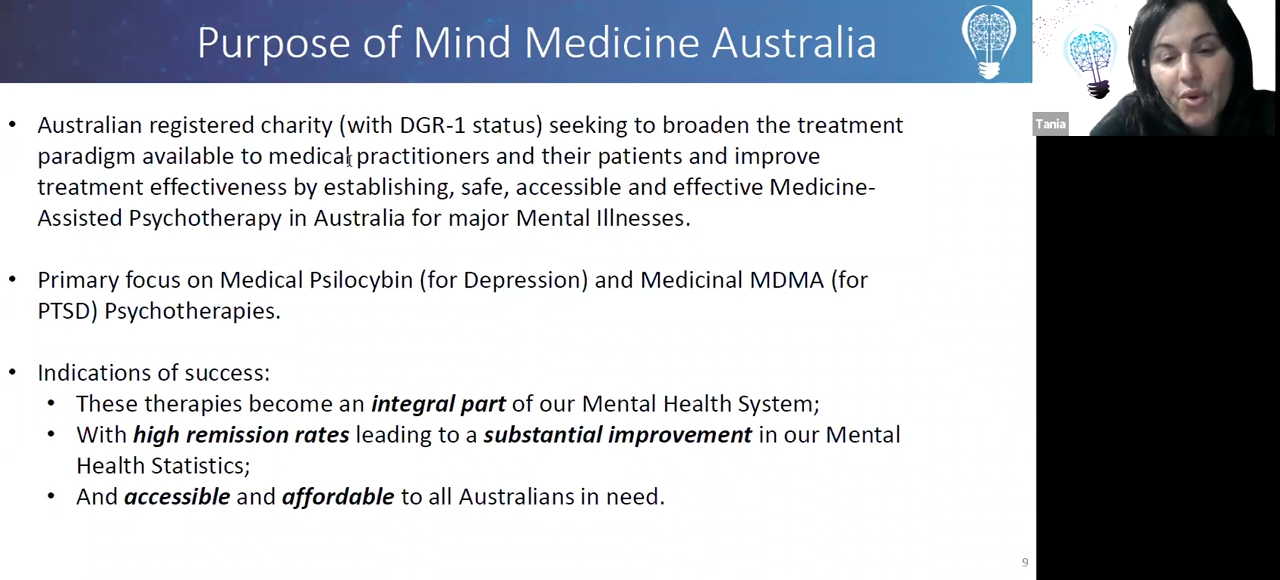 Purpose of Mind Medicine Australia
• Australian registered charity (with DGR-1 status) seeking to broaden the treatment
paradigm available to medical practitioners and their patients and improve
treatment effectiveness by establishing, safe, accessible and effective Medicine-
Assisted Psychotherapy in Australia for major Mental Illnesses.
• Primary focus on Medical Psilocybin (for Depression) and Medicinal MDMA (for
PTSD) Psychotherapies.
• Indications of success:
• These therapies become an integral part of our Mental Health System;
• With high remission rates leading to a substantial improvement in our Mental
Health Statistics;
• And accessible and affordable to all Australians in need.
9
Tania